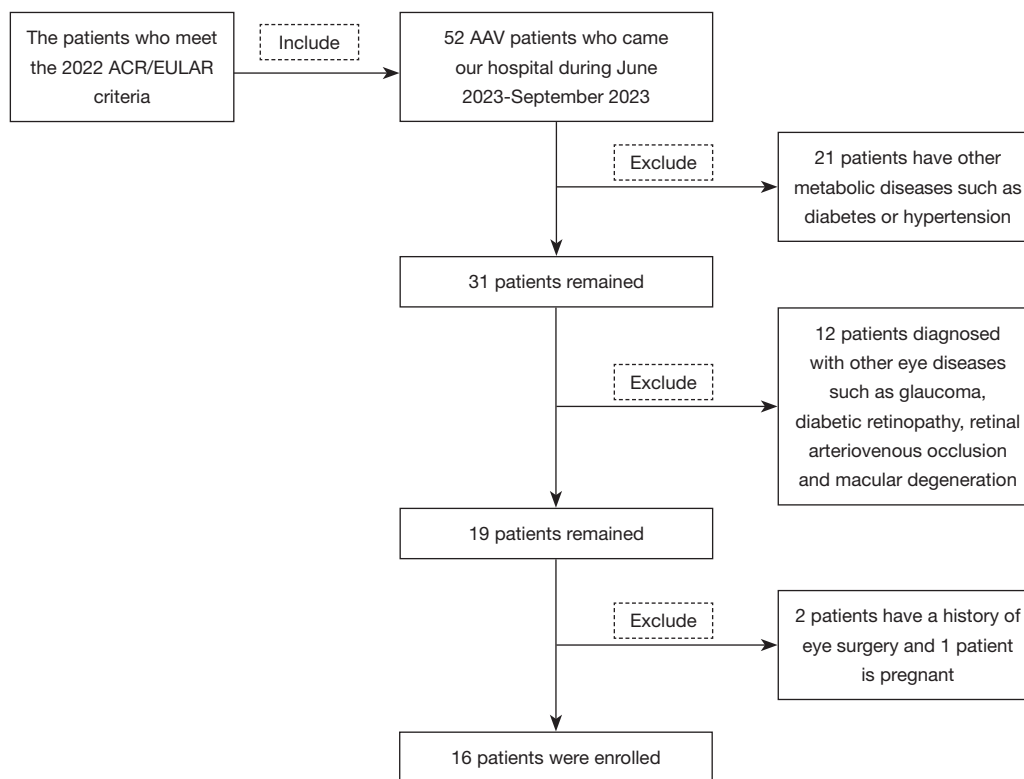 The patients who meet
the 2022 ACR/EULAR
criteria
Include
52 AAV patients who came
our hospital during June
2023-September 2023
Exclude
21 patients have other
metabolic diseases such as
diabetes or hypertension
31 patients remained
Exclude
12 patients diagnosed
with other eye diseases
such as glaucoma,
diabetic retinopathy, retinal
arteriovenous occlusion
and macular degeneration
19 patients remained
Exclude
2 patients have a history of
eye surgery and 1 patient
is pregnant
16 patients were enrolled